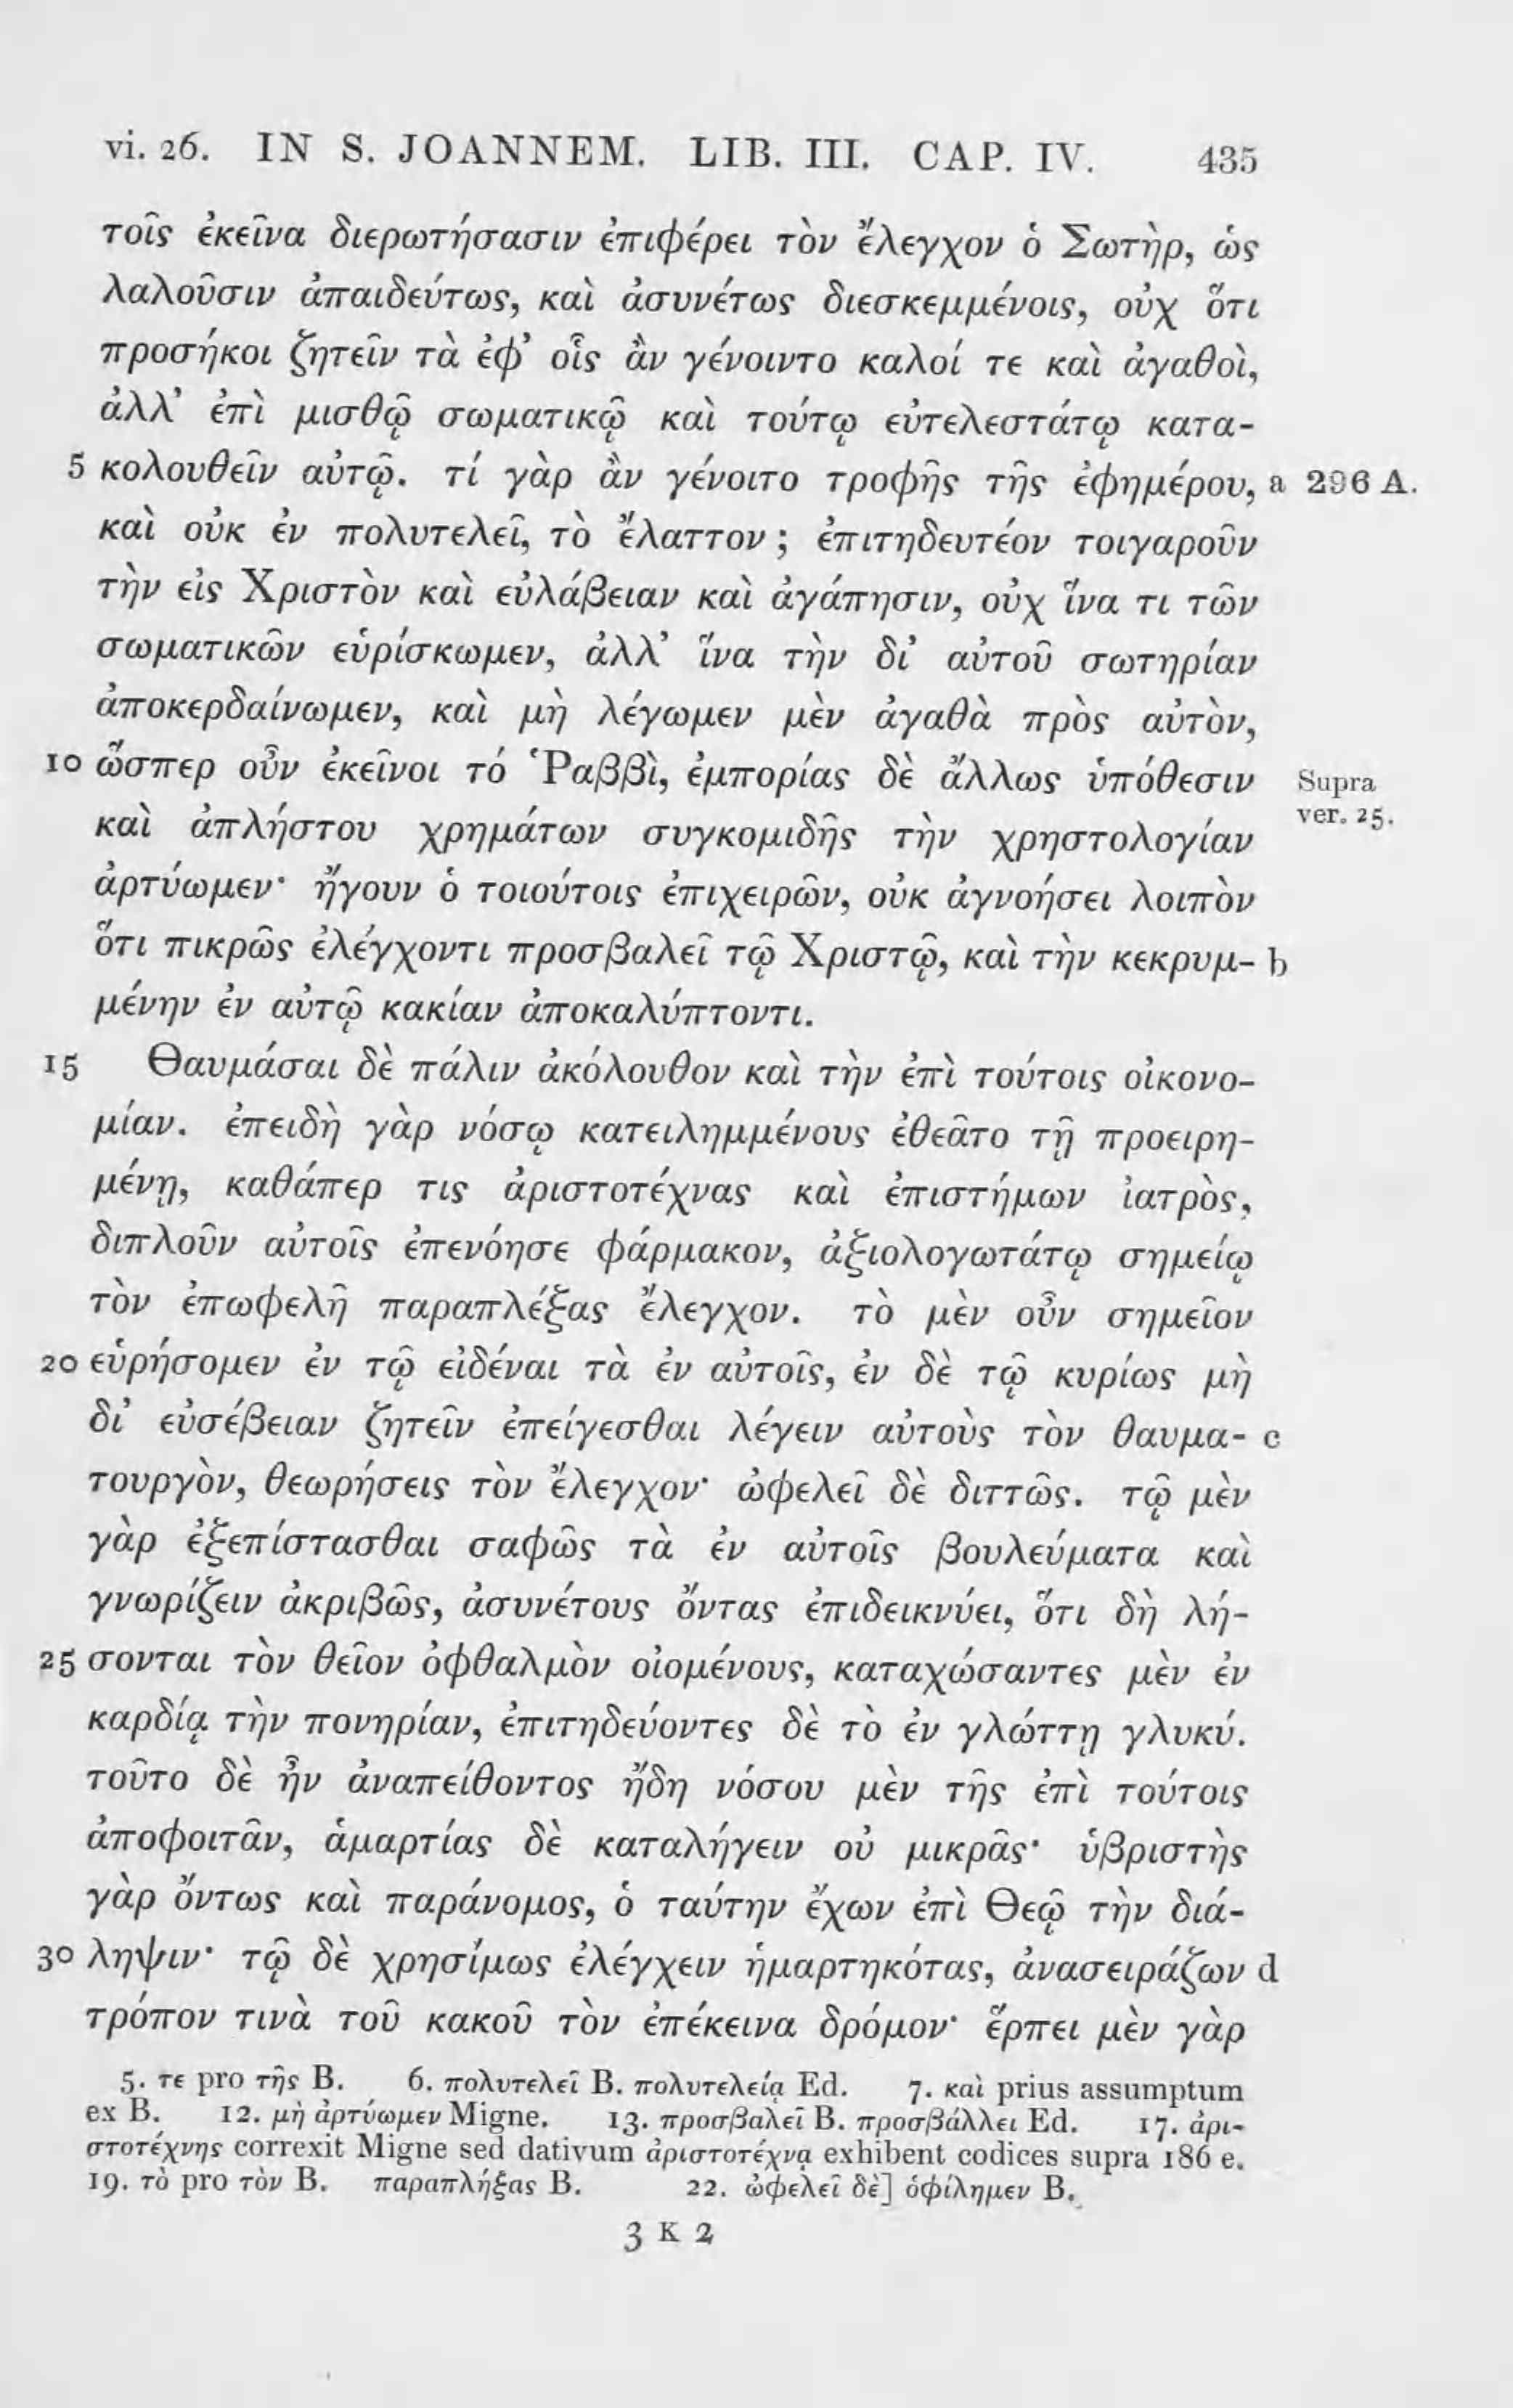 vi. 26. IN S. JOANNEM. LIB. III. CAP. IV. 435
τοῖς ἐκεῖνα διερωτήσασιν ἐπιφέρει τὸν ἔλεγχον ὁ Σωτὴρ, ὡς
λαλοῦσιν ἀπαιδεύτως, καὶ ἀσυνέτως διεσκεμμένοις, οὐχ ὅτι
προσήκοι ζητεῖν τὰ ἐφ’ οἷς ἂν γένοιντο καλοί τε καὶ ἀγαθοὶ,
ἀλλ’ ἐπὶ μισθῷ σωματικῷ καὶ τούτῳ εὐτελεστάτῳ κατα-
5 κολουθεῖν αὐτῷ. τί γὰρ ἂν γένοιτο τροφῆς τῆς ἐφημέρου, a 296 A.
καὶ οὐκ ἐν πολυτελεῖ, τὸ ἔλαττον ; ἐπιτηδευτέον τοιγαροῦν
τὴν εἰς Χριστὸν καὶ εὐλάβειαν καὶ ἀγάπησιν, οὐχ ἵνα τι τῶν
σωματικῶν εὑρίσκωμεν, ἀλλ’ ἵνα τὴν δι’ αὐτοῦ σωτηρίαν
ἀποκερδαίνωμεν, καὶ μὴ λέγωμεν μὲν ἀγαθὰ πρὸς αὐτὸν,
10 ὥσπερ οὖν ἐκεῖνοι τό Ῥαββὶ, ἐμπορίας δὲ ἄλλως ὑπόθεσιν Supra
ver. 25.
καὶ ἀπλήστου χρημάτων συγκομιδῆς τὴν χρηστολογίαν
ἀρτύωμεν· ἤγουν ὁ τοιούτοις ἐπιχειρῶν, οὐκ ἀγνοήσει λοιπὸν
ὅτι πικρῶς ἐλέγχοντι προσβαλεῖ τῷ Χριστῷ, καὶ τὴν κεκρυμ- b
μένην ἐν αὐτῷ κακίαν ἀποκαλύπτοντι.
15 Θαυμάσαι δὲ πάλιν ἀκόλουθον καὶ τὴν ἐπὶ τούτοις οἰκονο-
μίαν. ἐπειδὴ γὰρ νόσῳ κατειλημμένους ἐθεᾶτο τῇ προειρη-
μένῃ, καθάπερ τις ἀριστοτέχνας καὶ ἐπιστήμων ἰατρὸς,
διπλοῦν αὐτοῖς ἐπενόησε φάρμακον, ἀξιολογωτάτῳ σημείῳ
τὸν ἐπωφελῆ παραπλέξας ἔλεγχον. τὸ μὲν οὖν σημεῖον
20 εὑρήσομεν ἐν τῷ εἰδέναι τὰ ἐν αὐτοῖς, ἐν δὲ τῷ κυρίως μὴ
δι’ εὐσέβειαν ζητεῖν ἐπείγεσθαι λέγειν αὐτοὺς τὸν θαυμα- c
τουργὸν, θεωρήσεις τὸν ἔλεγχον· ὠφελεῖ δὲ διττῶς. τῷ μὲν
γὰρ ἐξεπίστασθαι σαφῶς τὰ ἐν αὐτοῖς βουλεύματα καὶ
γνωρίζειν ἀκριβῶς, ἀσυνέτους ὄντας ἐπιδεικνύει, ὅτι δὴ λή-
25 σονται τὸν θεῖον ὀφθαλμὸν οἰομένους, καταχώσαντες μὲν ἐν
καρδίᾳ τὴν πονηρίαν, ἐπιτηδεύοντες δὲ τὸ ἐν γλώττῃ γλυκύ.
τοῦτο δὲ ἦν ἀναπείθοντος ἤδη νόσου μὲν τῆς ἐπὶ τούτοις
ἀποφοιτᾶν, ἁμαρτίας δὲ καταλήγειν οὐ μικρᾶς· ὑβριστὴς
γὰρ ὄντως καὶ παράνομος, ὁ ταύτην ἔχων ἐπὶ Θεῷ τὴν διά-
30 ληψιν· τῷ δὲ χρησίμως ἐλέγχειν ἡμαρτηκότας, ἀνασειράζων d
τρόπον τινὰ τοῦ κακοῦ τὸν ἐπέκεινα δρόμον· ἕρπει μὲν γὰρ
5. τε pro τῆς B. 6. πολυτελεῖ B. πολυτελείᾳ Ed. 7. καὶ prius assumptum
ex B. 12. μὴ ἀρτύωμεν Migne. 13. προσβαλεῖ B. προσβάλλει Ed. 17. ἀρι-
στοτέχνης correxit Migne sed dativum ἀριστοτέχνᾳ exhibent codices supra 186 e.
19. τὸ pro τὸν B. παραπλήξας B. 22. ὠφελεῖ δὲ] ὀφίλημεν B.
3 K 2